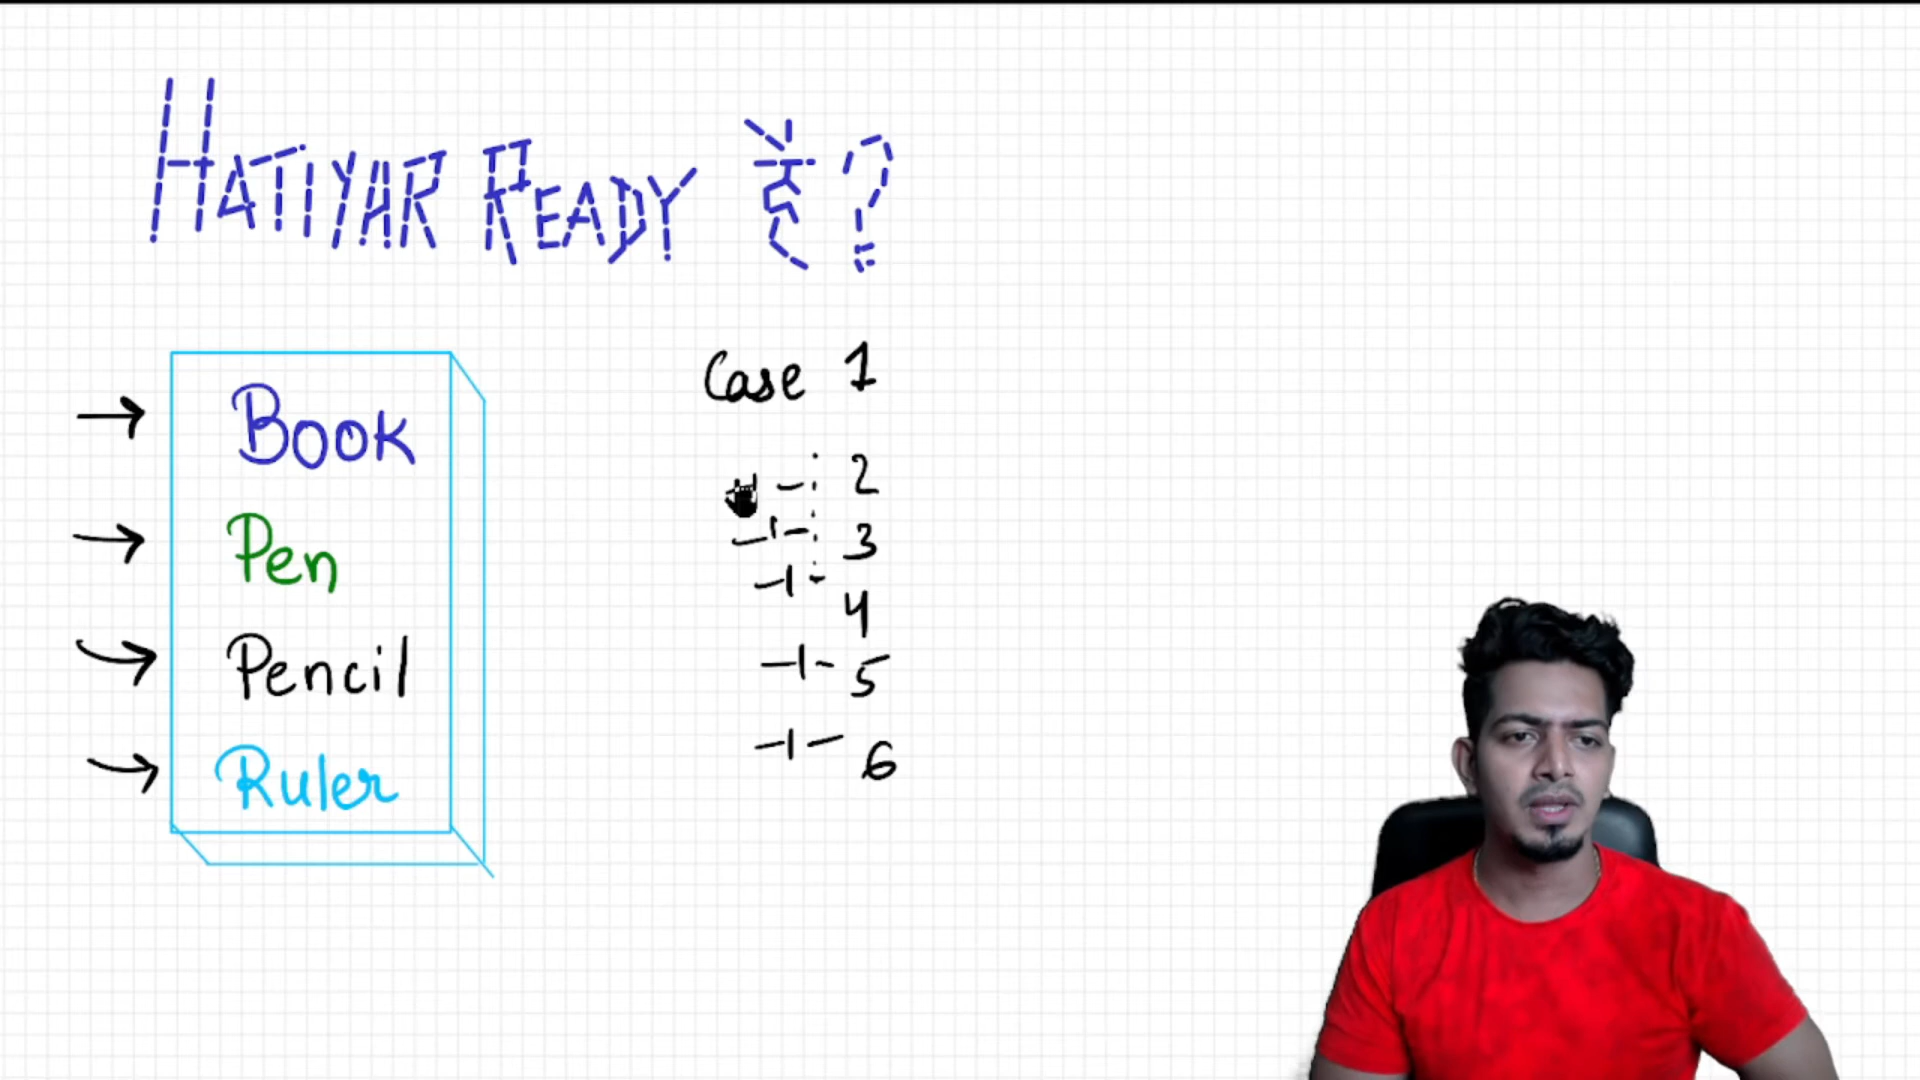 HATIYAR READY है ?
Book
Pen
Pencil
Ruler
Case 1
-॥- 2
-॥- 3
-॥- 4
-॥- 5
-॥- 6